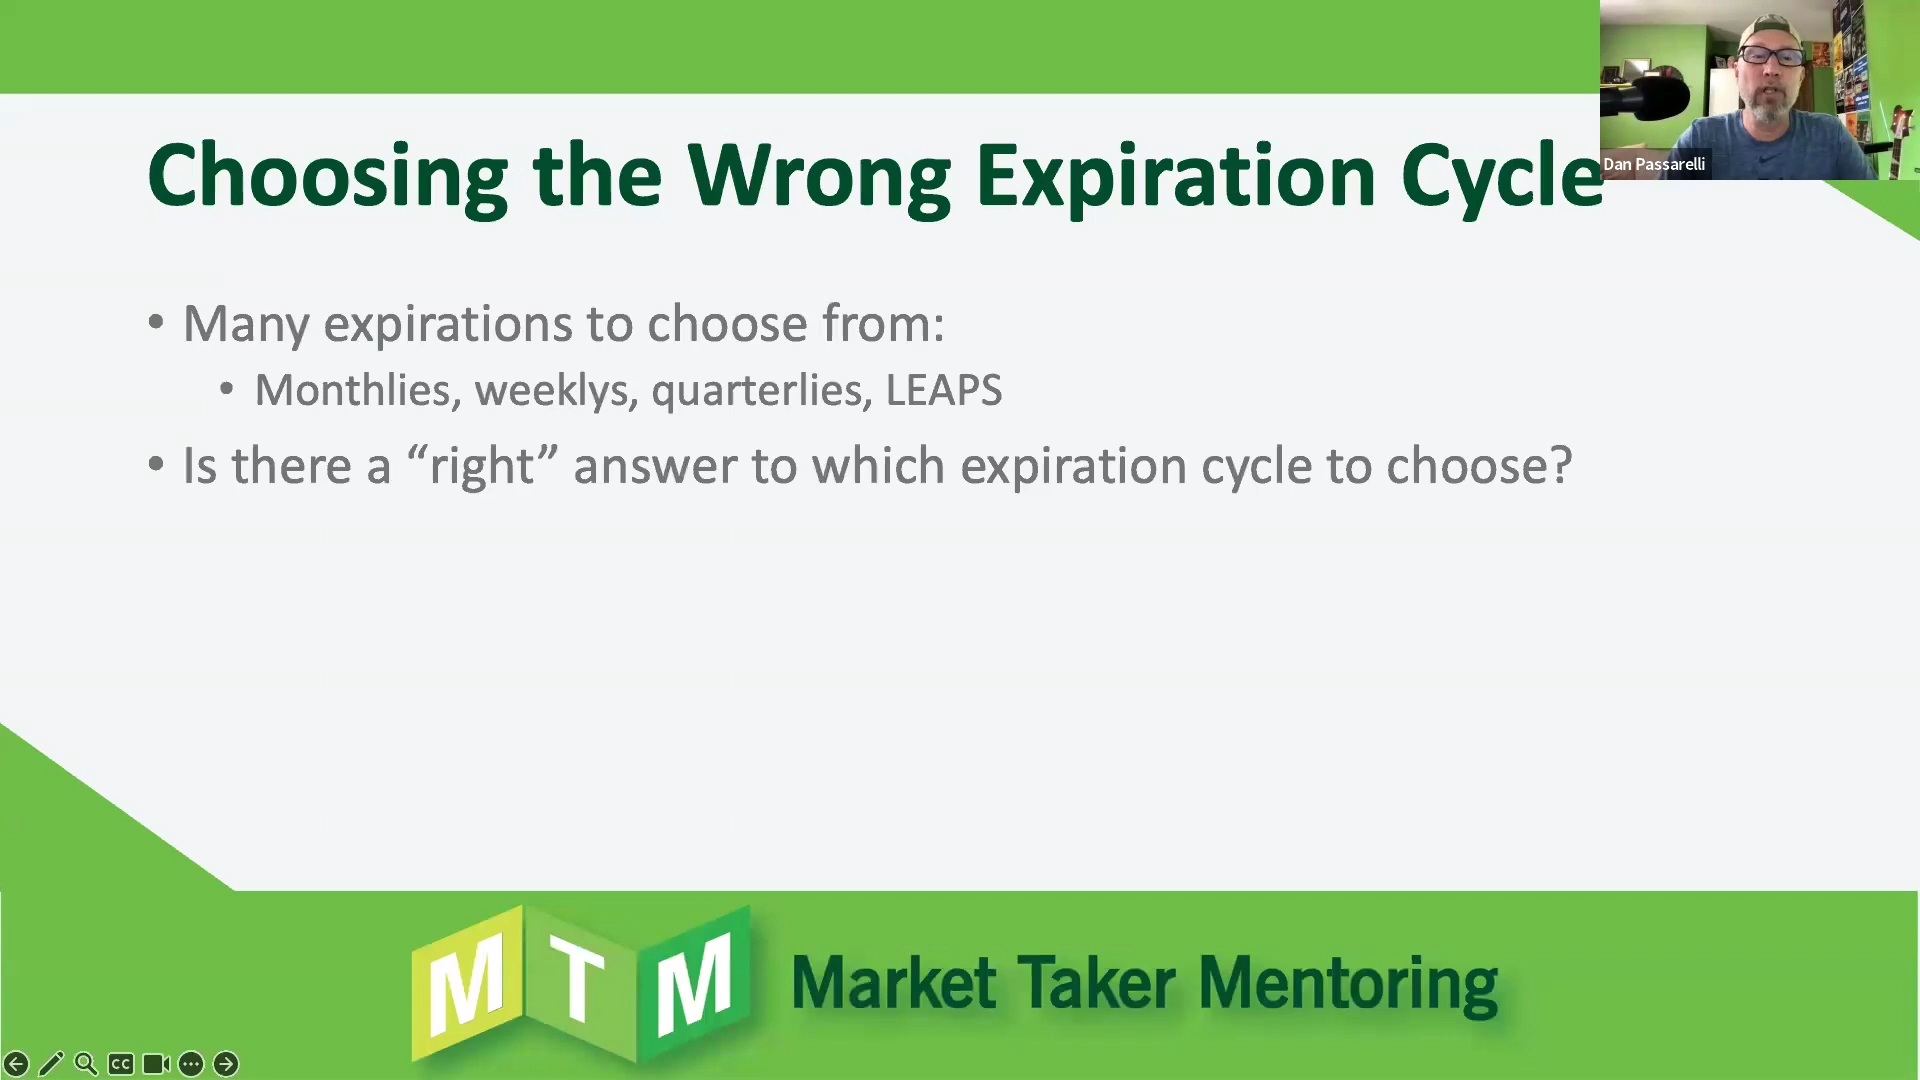 Choosing the Wrong Expiration Cycle
Dan Passarelli
• Many expirations to choose from:
• Monthlies, weeklys, quarterlies, LEAPS
• Is there a “right” answer to which expiration cycle to choose?
MTM Market Taker Mentoring
CC